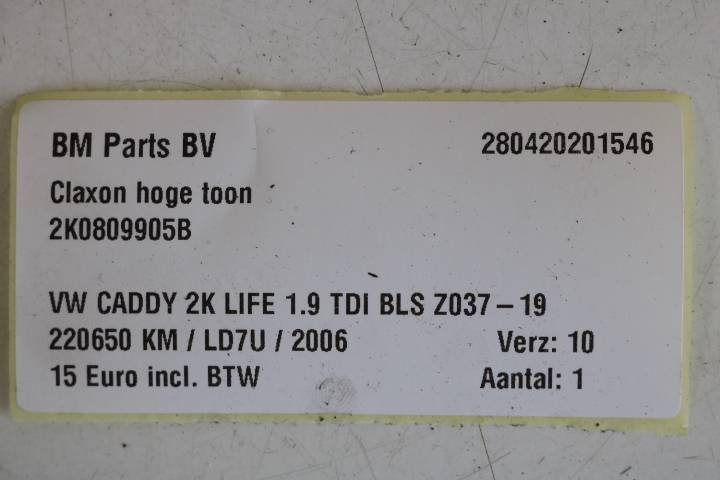 BM Parts BV 280420201546
Claxon hoge toon
2K0809905B
VW CADDY 2K LIFE 1.9 TDI BLS Z037 – 19
220650 KM / LD7U / 2006 Verz: 10
15 Euro incl. BTW Aantal: 1